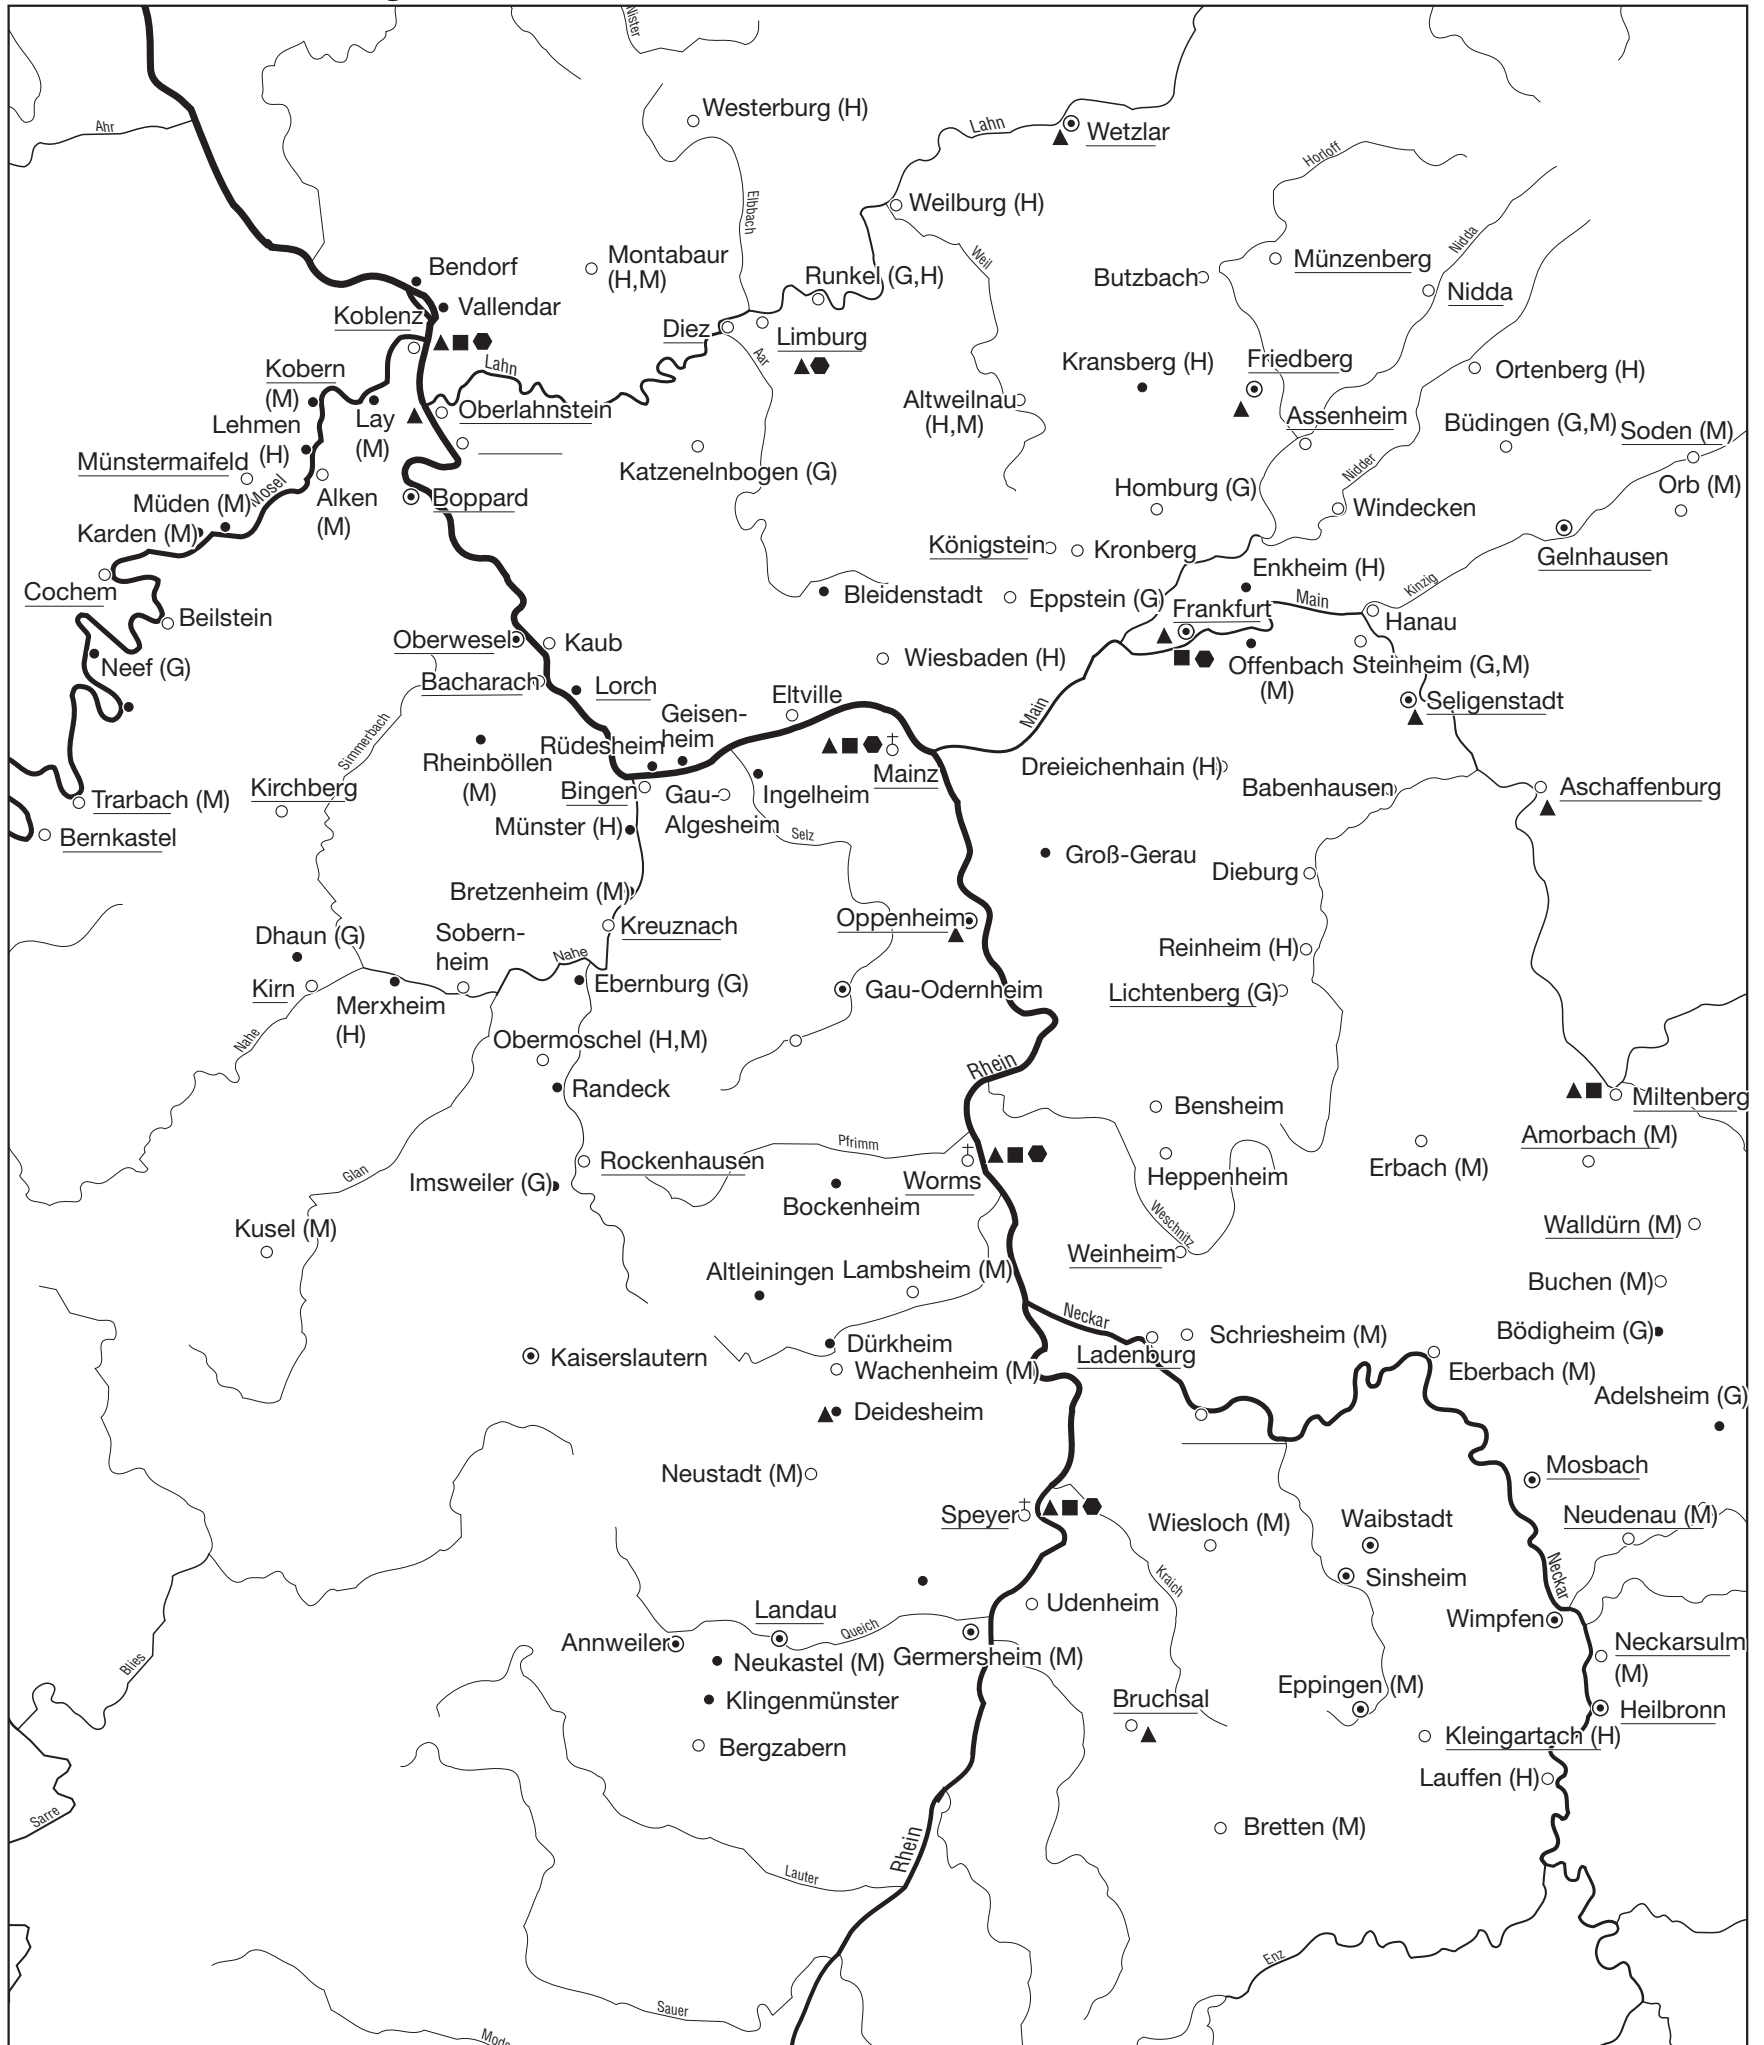 Nister
Westerburg (H)
Ahr
Lahn
Wetzlar
Horloff
Elbbach
Weilburg (H)
Bendorf
Montabaur
(H,M)
Weil
Nidda
Münzenberg
Runkel (G,H)
Butzbach
Nidda
Vallendar
Koblenz
Diez
Limburg
Aar
Lahn
Kobern
(M)
Kransberg (H)
Friedberg
Ortenberg (H)
Lay
(M)
Oberlahnstein
Altweilnau
(H,M)
Assenheim
Büdingen (G,M)
Soden (M)
Lehmen
(H)
Münstermaifeld
Katzenelnbogen (G)
Nidder
Orb (M)
Müden (M)
Mosel
Alken
(M)
Boppard
Homburg (G)
Windecken
Karden (M)
Königstein
Kronberg
Gelnhausen
Cochem
Enkheim (H)
Kinzig
Bleidenstadt
Eppstein (G)
Frankfurt
Main
Hanau
Beilstein
Oberwesel
Kaub
Wiesbaden (H)
Offenbach
(M)
Steinheim (G,M)
Neef (G)
Bacharach
Lorch
Eltville
Seligenstadt
Geisen-
heim
Main
Simmerbach
Rüdesheim
Rheinböllen
(M)
Mainz
Dreieichenhain (H)
Babenhausen
Aschaffenburg
Trarbach (M)
Kirchberg
Bingen
Gau-
Algesheim
Ingelheim
Bernkastel
Münster (H)
Selz
Groß-Gerau
Dieburg
Bretzenheim (M)
Oppenheim
Kreuznach
Dhaun (G)
Sobern-
heim
Reinheim (H)
Nahe
Kirn
Merxheim
(H)
Ebernburg (G)
Gau-Odernheim
Lichtenberg (G)
Nahe
Obermoschel (H,M)
Rhein
Randeck
Bensheim
Miltenberg
Pfrimm
Amorbach (M)
Rockenhausen
Glan
Worms
Heppenheim
Erbach (M)
Imsweiler (G)
Bockenheim
Kusel (M)
Weschnitz
Weinheim
Walldürn (M)
Altleiningen
Lambsheim (M)
Buchen (M)
Neckar
Dürkheim
Schriesheim (M)
Bödigheim (G)
Kaiserslautern
Wachenheim (M)
Ladenburg
Eberbach (M)
Adelsheim (G)
Deidesheim
Neustadt (M)
Mosbach
Speyer
Wiesloch (M)
Waibstadt
Neudenau (M)
Kraich
Sinsheim
Neckar
Landau
Udenheim
Wimpfen
Queich
Annweiler
Neukastel (M)
Germersheim (M)
Neckarsulm
(M)
Blies
Klingenmünster
Bruchsal
Eppingen (M)
Heilbronn
Bergzabern
Kleingartach (H)
Lauffen (H)
Sarre
Bretten (M)
Rhein
Lauter
Enz
Sauer